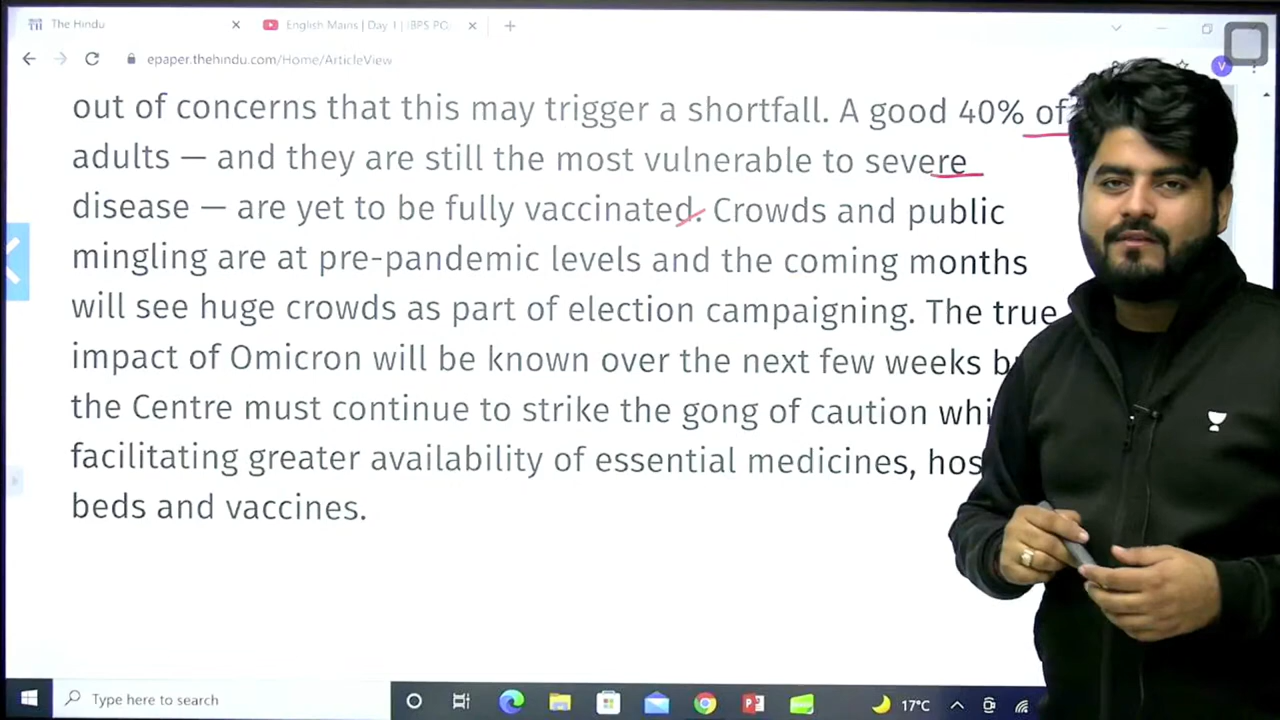 The Hindu
English Mains | Day 1 | IBPS PO
epaper.thehindu.com/Home/ArticleView
V
out of concerns that this may trigger a shortfall. A good 40% of
adults — and they are still the most vulnerable to severe
disease — are yet to be fully vaccinated. Crowds and public
mingling are at pre-pandemic levels and the coming months
will see huge crowds as part of election campaigning. The true
impact of Omicron will be known over the next few weeks
the Centre must continue to strike the gong of caution
facilitating greater availability of essential medicines,
beds and vaccines.
Type here to search
17°C